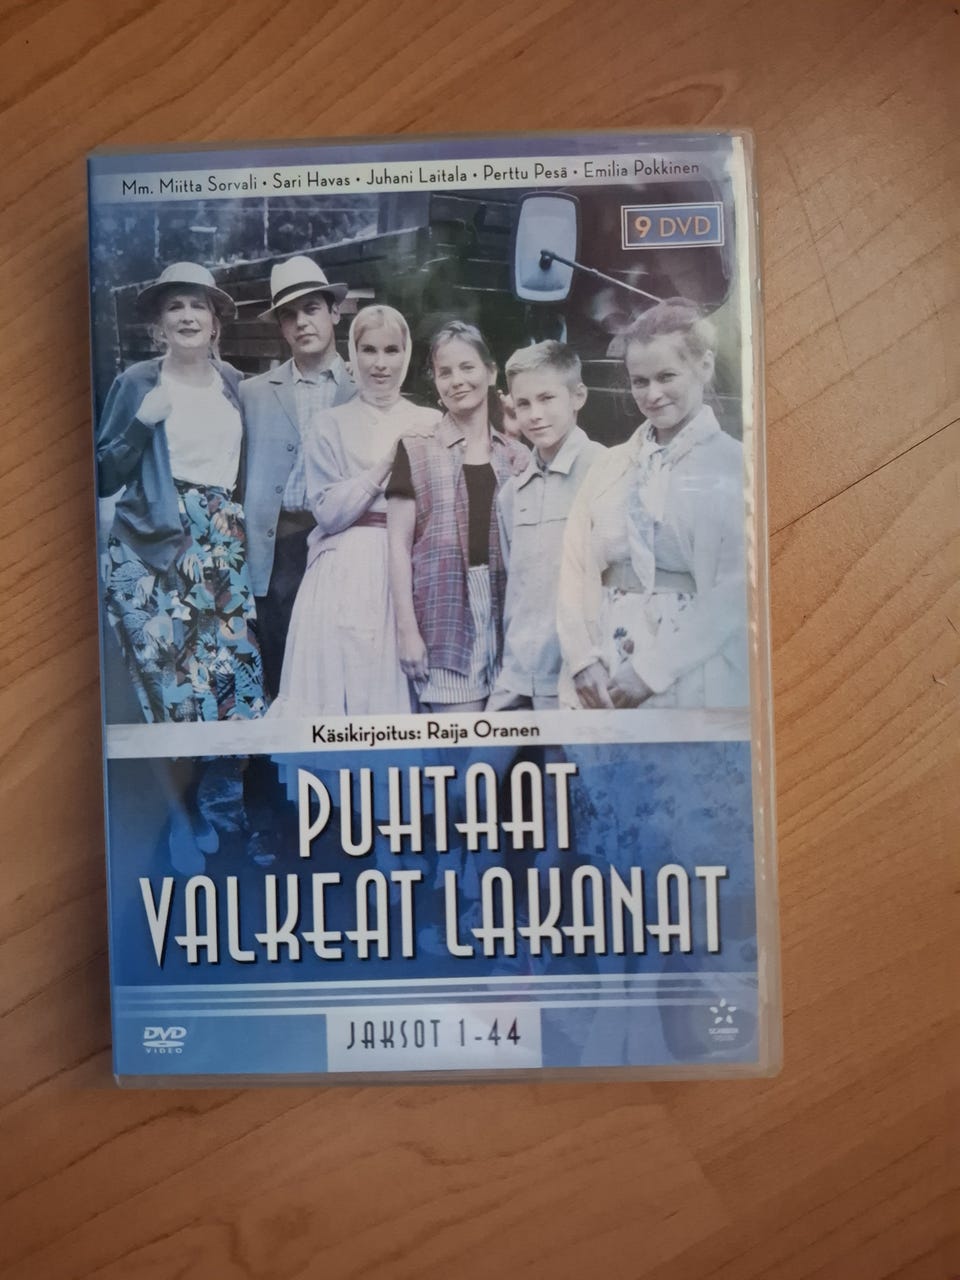 Mm. Miitta Sorvali • Sari Havas • Juhani Laitala • Perttu Pesä • Emilia Pokkinen
9 DVD
Käsikirjoitus: Raija Oranen
PUHTAAT
VALKEAT LAKANAT
JAKSOT 1-44
DVD
VIDEO